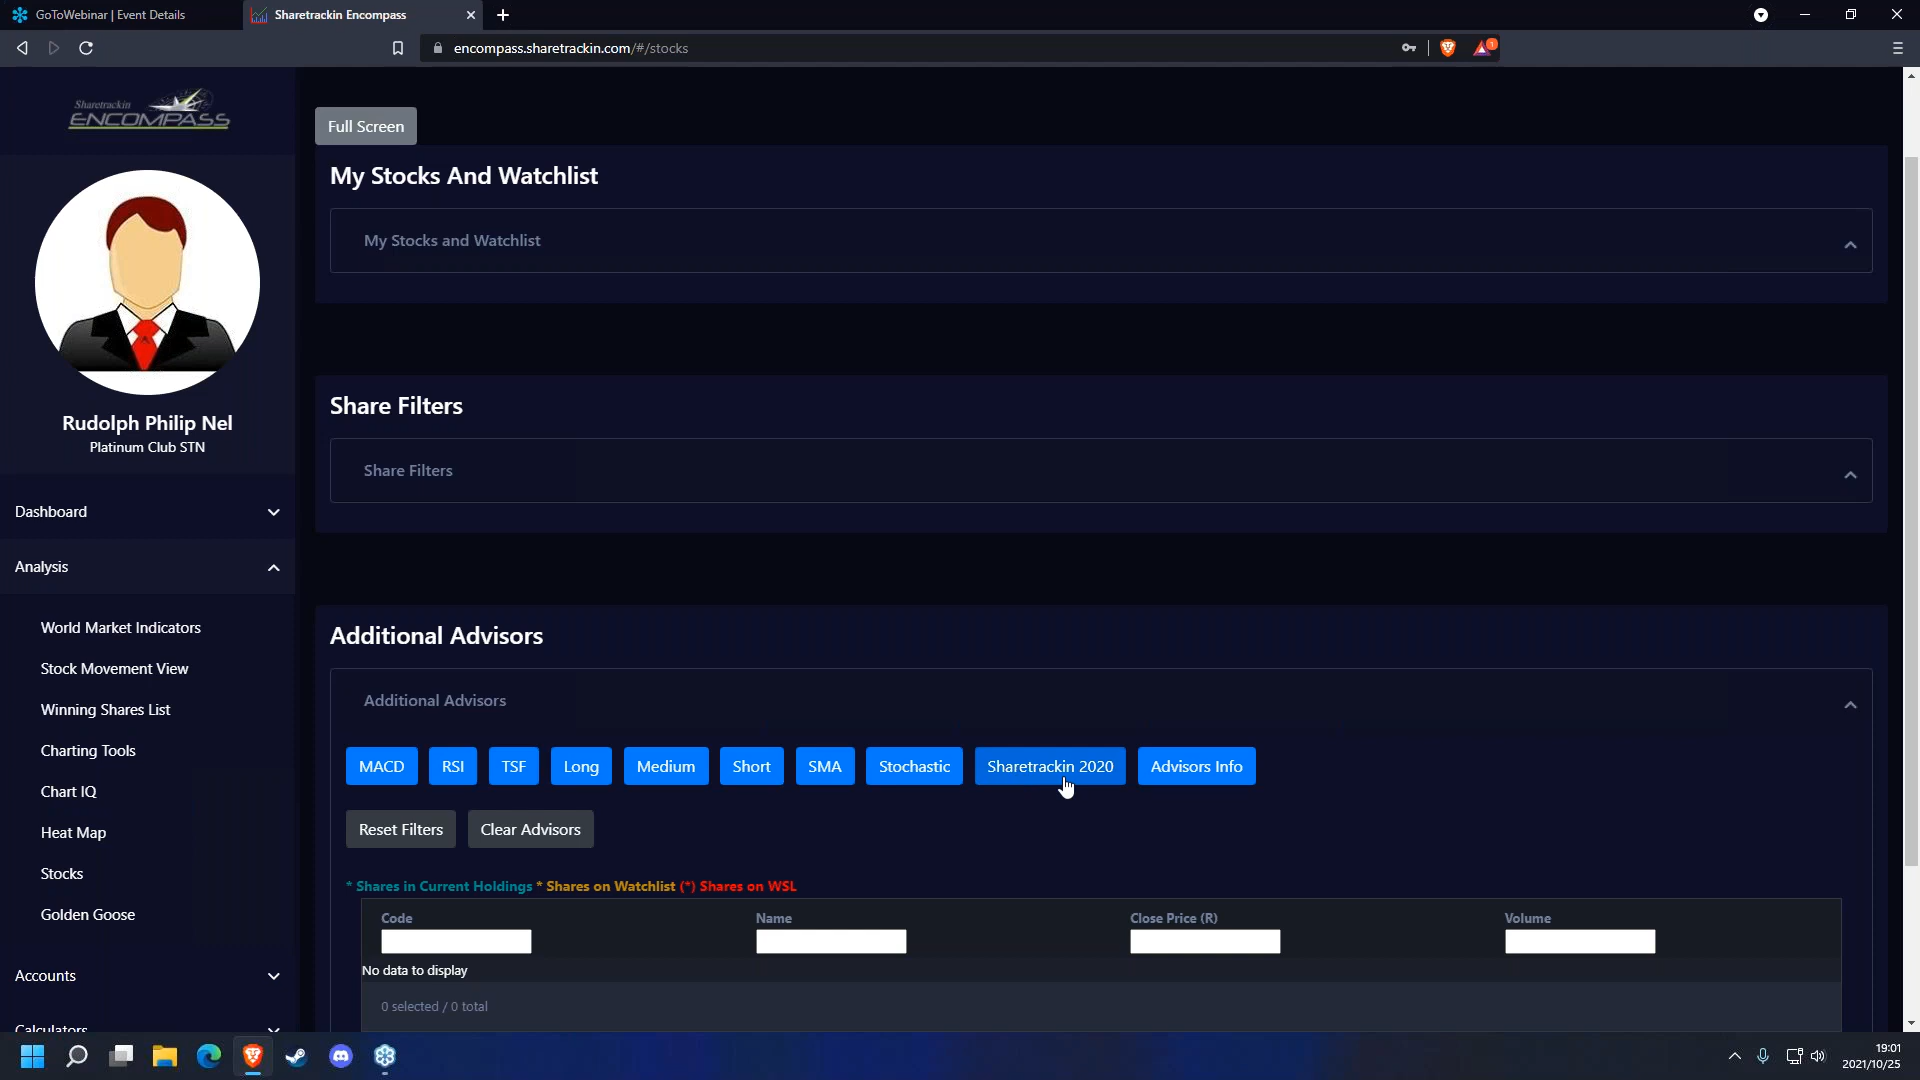 GoToWebinar | Event Details
Sharetrackin Encompass
encompass.sharetrackin.com/#/stocks
1
Sharetrackin
ENCOMPASS
Full Screen
My Stocks And Watchlist
My Stocks and Watchlist
Rudolph Philip Nel
Platinum Club STN
Share Filters
Share Filters
Dashboard
Analysis
World Market Indicators
Stock Movement View
Winning Shares List
Charting Tools
Chart IQ
Heat Map
Stocks
Golden Goose
Accounts
Calculators
Additional Advisors
Additional Advisors
MACD RSI TSF Long Medium Short SMA Stochastic Sharetrackin 2020 Advisors Info
Reset Filters Clear Advisors
* Shares in Current Holdings * Shares on Watchlist (*) Shares on WSL
Code Name Close Price (R) Volume
No data to display
0 selected / 0 total
19:01
2021/10/25